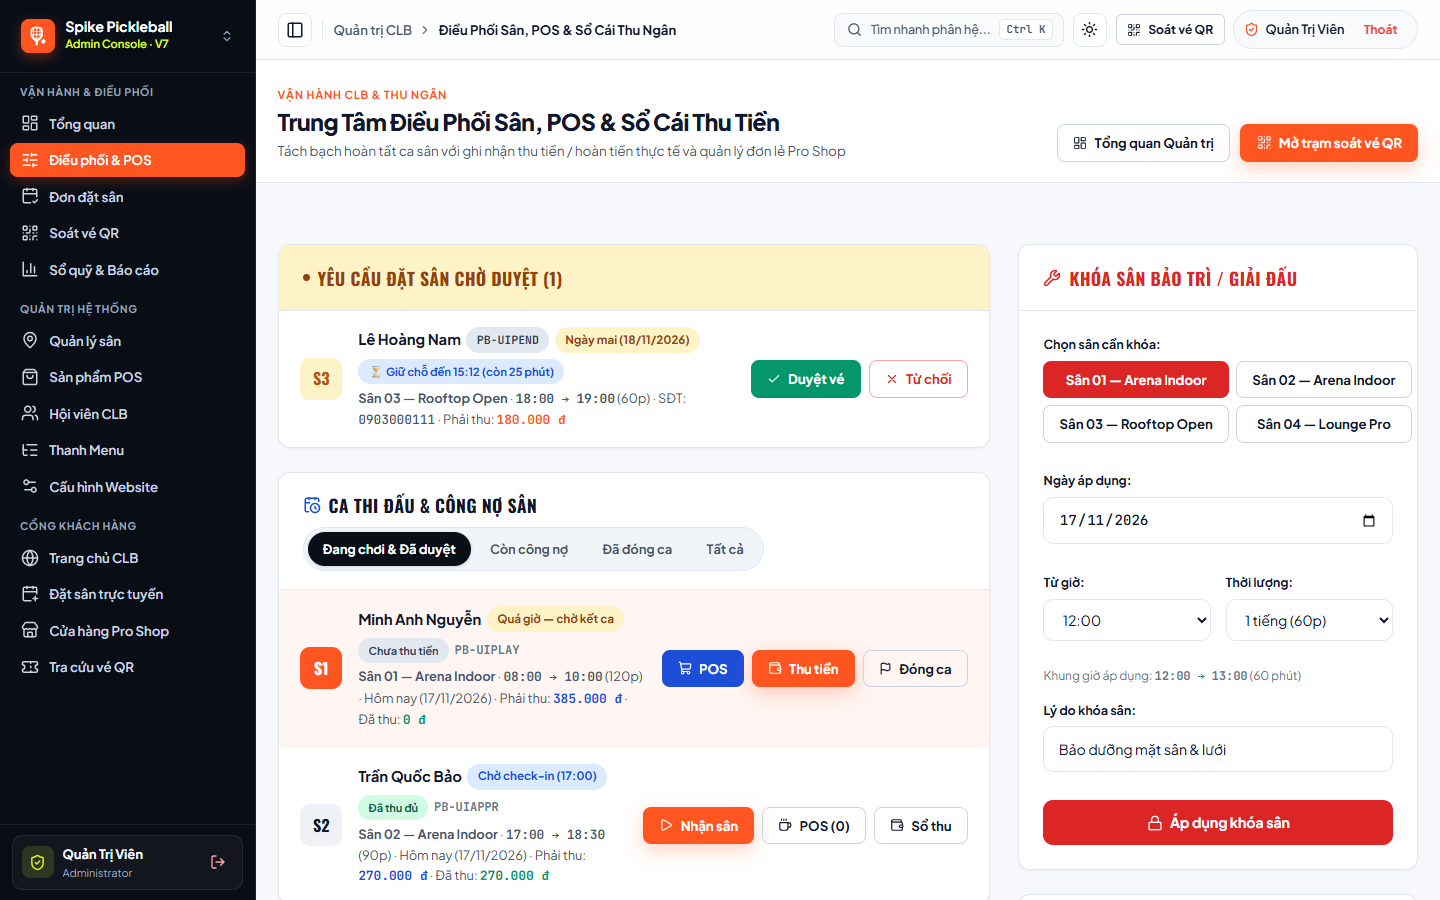 Spike Pickleball
Admin Console · V7
VẬN HÀNH & ĐIỀU PHỐI
Tổng quan
Điều phối & POS
Đơn đặt sân
Soát vé QR
Sổ quỹ & Báo cáo
QUẢN TRỊ HỆ THỐNG
Quản lý sân
Sản phẩm POS
Hội viên CLB
Thanh Menu
Cấu hình Website
CỔNG KHÁCH HÀNG
Trang chủ CLB
Đặt sân trực tuyến
Cửa hàng Pro Shop
Tra cứu vé QR
Quản Trị Viên
Administrator
Quản trị CLB > Điều Phối Sân, POS & Sổ Cái Thu Ngân
Tìm nhanh phân hệ... Ctrl K
Soát vé QR
Quản Trị Viên Thoát
VẬN HÀNH CLB & THU NGÂN
Trung Tâm Điều Phối Sân, POS & Sổ Cái Thu Tiền
Tách bạch hoàn tất ca sân với ghi nhận thu tiền / hoàn tiền thực tế và quản lý đơn lẻ Pro Shop
Tổng quan Quản trị
Mở trạm soát vé QR
• YÊU CẦU ĐẶT SÂN CHỜ DUYỆT (1)
S3
Lê Hoàng Nam PB-UIPEND Ngày mai (18/11/2026)
⏳ Giữ chỗ đến 15:12 (còn 25 phút)
Sân 03 — Rooftop Open · 18:00 → 19:00 (60p) · SĐT:
0903000111 · Phải thu: 180.000 đ
Duyệt vé
Từ chối
CA THI ĐẤU & CÔNG NỢ SÂN
Đang chơi & Đã duyệt Còn công nợ Đã đóng ca Tất cả
S1
Minh Anh Nguyễn Quá giờ — chờ kết ca
Chưa thu tiền PB-UIPLAY
Sân 01 — Arena Indoor · 08:00 → 10:00 (120p)
· Hôm nay (17/11/2026) · Phải thu: 385.000 đ ·
Đã thu: 0 đ
POS
Thu tiền
Đóng ca
S2
Trần Quốc Bảo Chờ check-in (17:00)
Đã thu đủ PB-UIAPPR
Sân 02 — Arena Indoor · 17:00 → 18:30
(90p) · Hôm nay (17/11/2026) · Phải thu:
270.000 đ · Đã thu: 270.000 đ
Nhận sân
POS (0)
Sổ thu
KHÓA SÂN BẢO TRÌ / GIẢI ĐẤU
Chọn sân cần khóa:
Sân 01 — Arena Indoor
Sân 02 — Arena Indoor
Sân 03 — Rooftop Open
Sân 04 — Lounge Pro
Ngày áp dụng:
17/11/2026
Từ giờ: Thời lượng:
12:00 1 tiếng (60p)
Khung giờ áp dụng: 12:00 → 13:00 (60 phút)
Lý do khóa sân:
Bảo dưỡng mặt sân & lưới
Áp dụng khóa sân